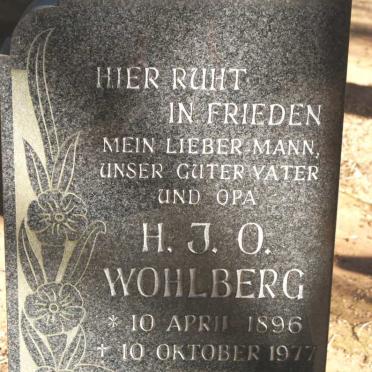 HIER RUHT
IN FRIEDEN
MEIN LIEBER MANN,
UNSER GUTER VATER
UND OPA
H. J. O.
WOHLBERG
* 10 APRIL 1896
+ 10 OKTOBER 1977